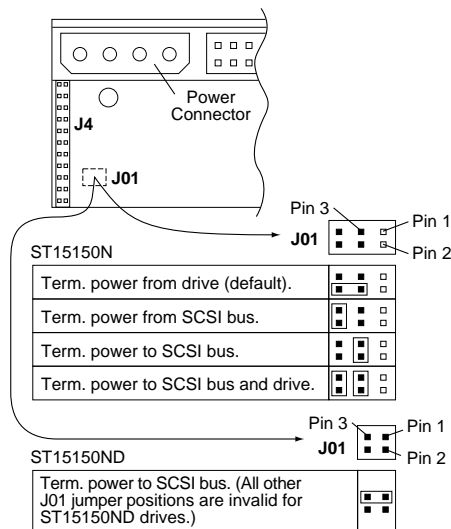 Power
Connector
J4
J01
Pin 3
Pin 1
J01
Pin 2
ST15150N
Term. power from drive (default).
Term. power from SCSI bus.
Term. power to SCSI bus.
Term. power to SCSI bus and drive.
Pin 3
Pin 1
J01
Pin 2
ST15150ND
Term. power to SCSI bus. (All other
J01 jumper positions are invalid for
ST15150ND drives.)